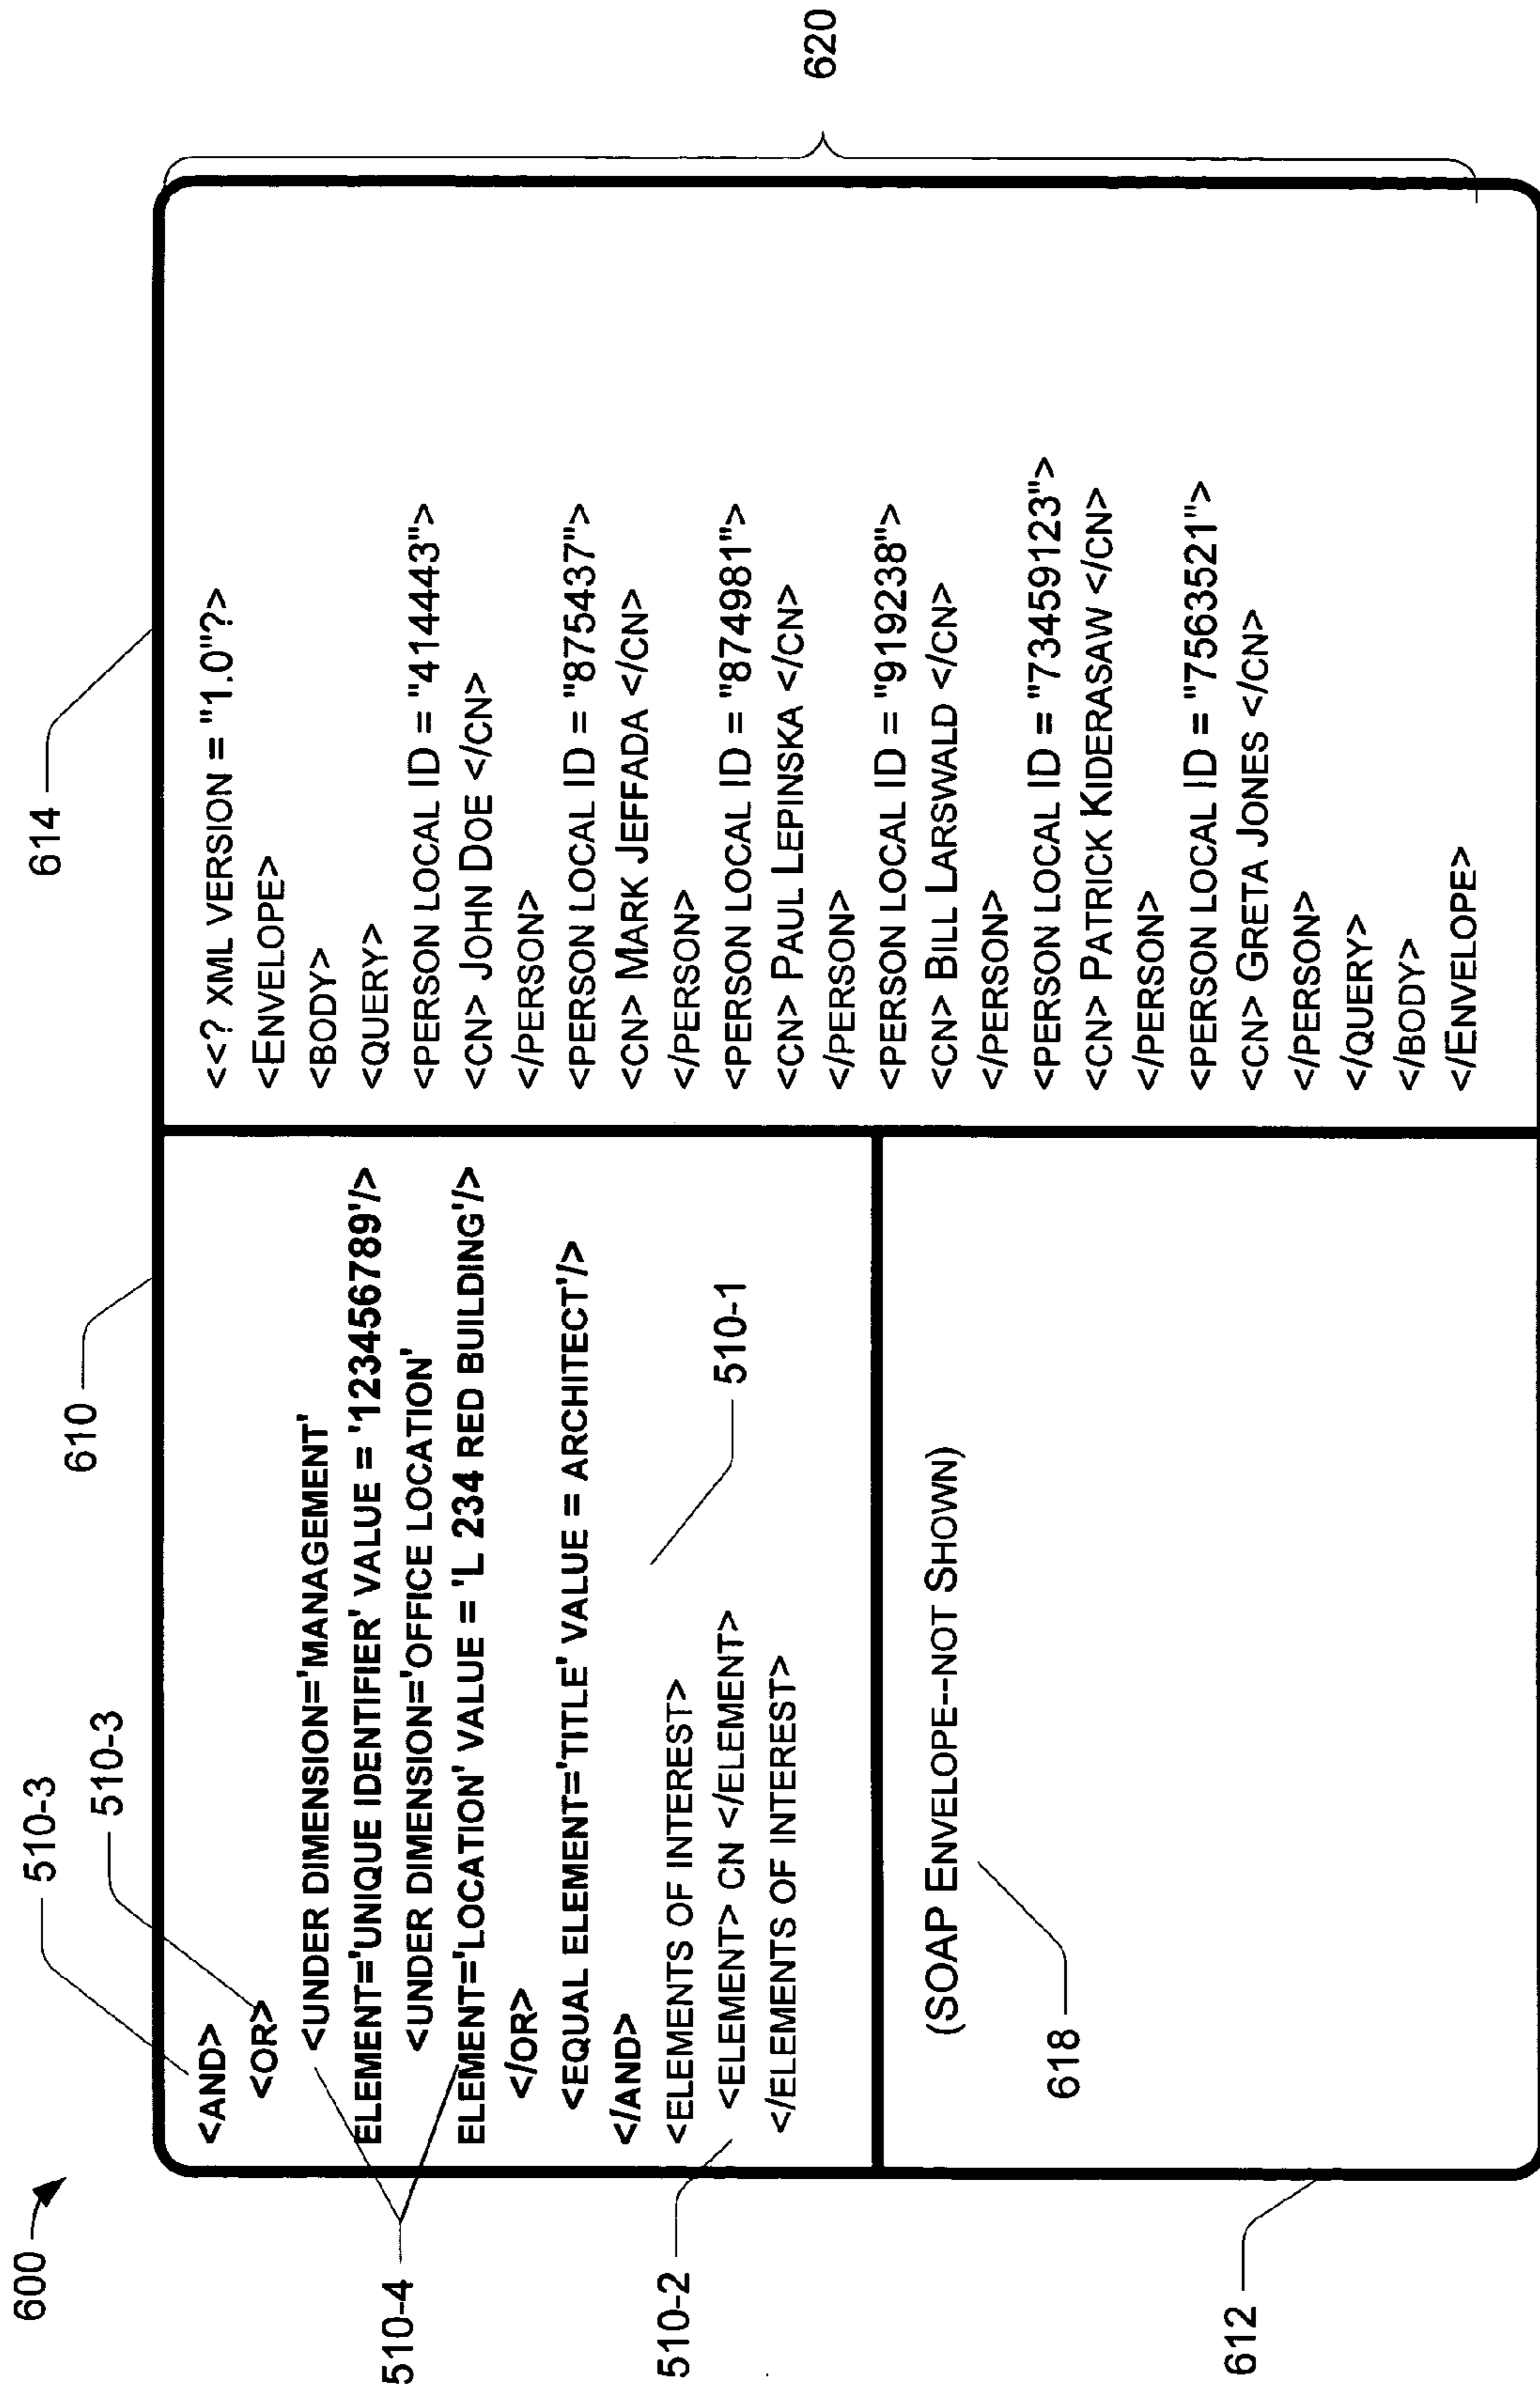 600
510-3
510-3
610
614
<AND>
<OR>
<UNDER DIMENSION='MANAGEMENT'
ELEMENT='UNIQUE IDENTIFIER' VALUE = '123456789'/>
<UNDER DIMENSION='OFFICE LOCATION'
ELEMENT='LOCATION' VALUE = 'L 234 RED BUILDING'/>
</OR>
<EQUAL ELEMENT='TITLE' VALUE = ARCHITECT'/>
</AND>
<ELEMENTS OF INTEREST>
<ELEMENT> CN </ELEMENT>
</ELEMENTS OF INTEREST>
510-4
510-2
510-1
(SOAP ENVELOPE--NOT SHOWN)
618
612
<<? XML VERSION = "1.0"?>
<ENVELOPE>
<BODY>
<QUERY>
<PERSON LOCAL ID = "414443">
<CN> JOHN DOE </CN>
</PERSON>
<PERSON LOCAL ID = "875437">
<CN> MARK JEFFADA </CN>
</PERSON>
<PERSON LOCAL ID = "874981">
<CN> PAUL LEPINSKA </CN>
</PERSON>
<PERSON LOCAL ID = "919238">
<CN> BILL LARSWALD </CN>
</PERSON>
<PERSON LOCAL ID = "73459123">
<CN> PATRICK KIDERASAW </CN>
</PERSON>
<PERSON LOCAL ID = "7563521">
<CN> GRETA JONES </CN>
</PERSON>
</QUERY>
</BODY>
</ENVELOPE>
620